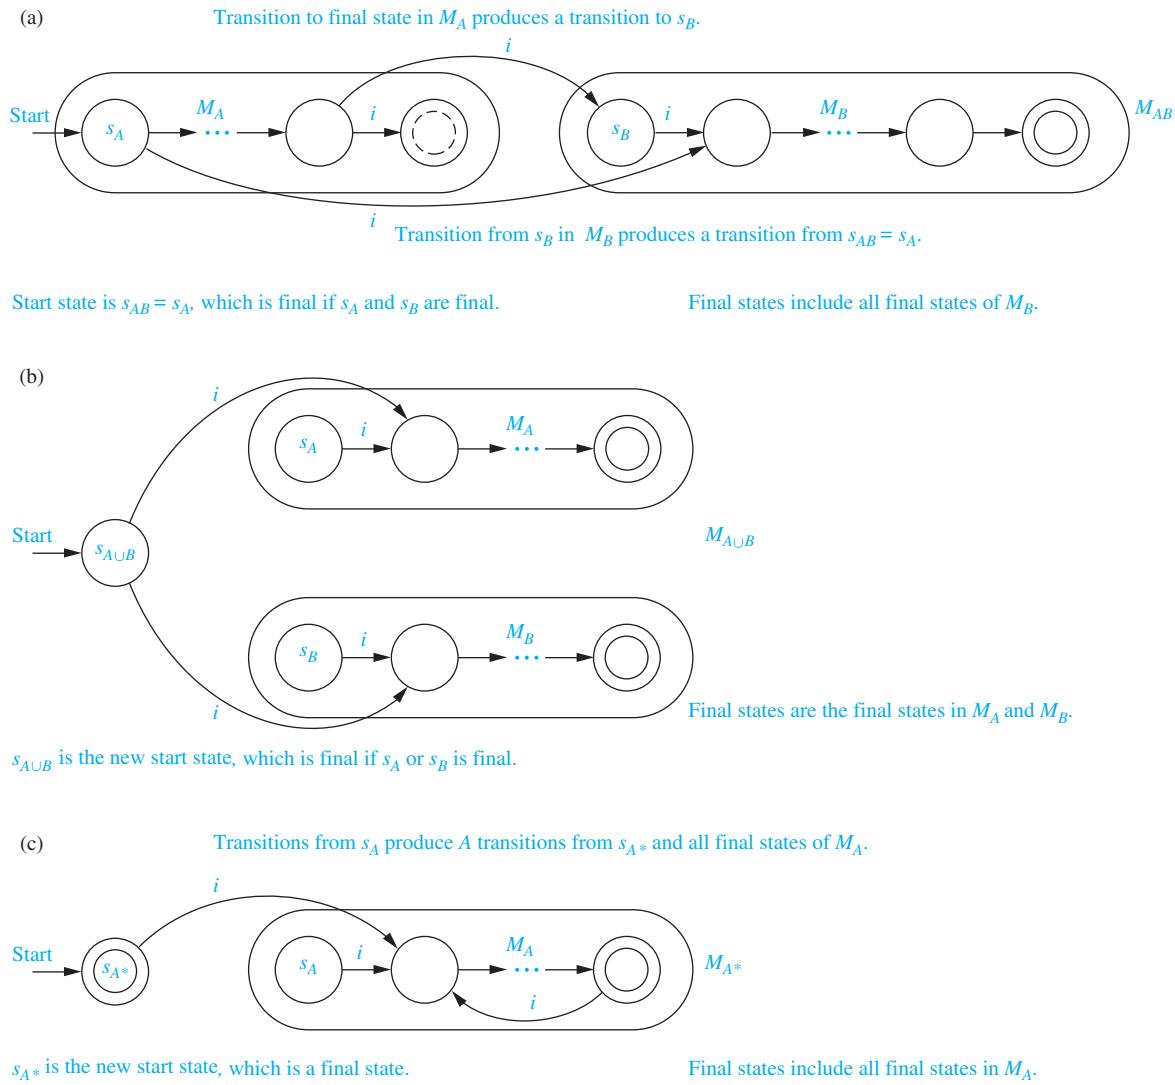 (a)
Transition to final state in M_A produces a transition to s_B.
i
Start
s_A
M_A
...
i
s_B
i
M_B
...
M_AB
i
Transition from s_B in M_B produces a transition from s_AB = s_A.
Start state is s_AB = s_A, which is final if s_A and s_B are final.
Final states include all final states of M_B.
(b)
i
s_A
i
M_A
...
Start
s_A∪B
M_A∪B
s_B
i
M_B
...
i
Final states are the final states in M_A and M_B.
s_A∪B is the new start state, which is final if s_A or s_B is final.
(c)
Transitions from s_A produce A transitions from s_A* and all final states of M_A.
i
Start
s_A*
s_A
i
M_A
...
i
M_A*
s_A* is the new start state, which is a final state.
Final states include all final states in M_A.